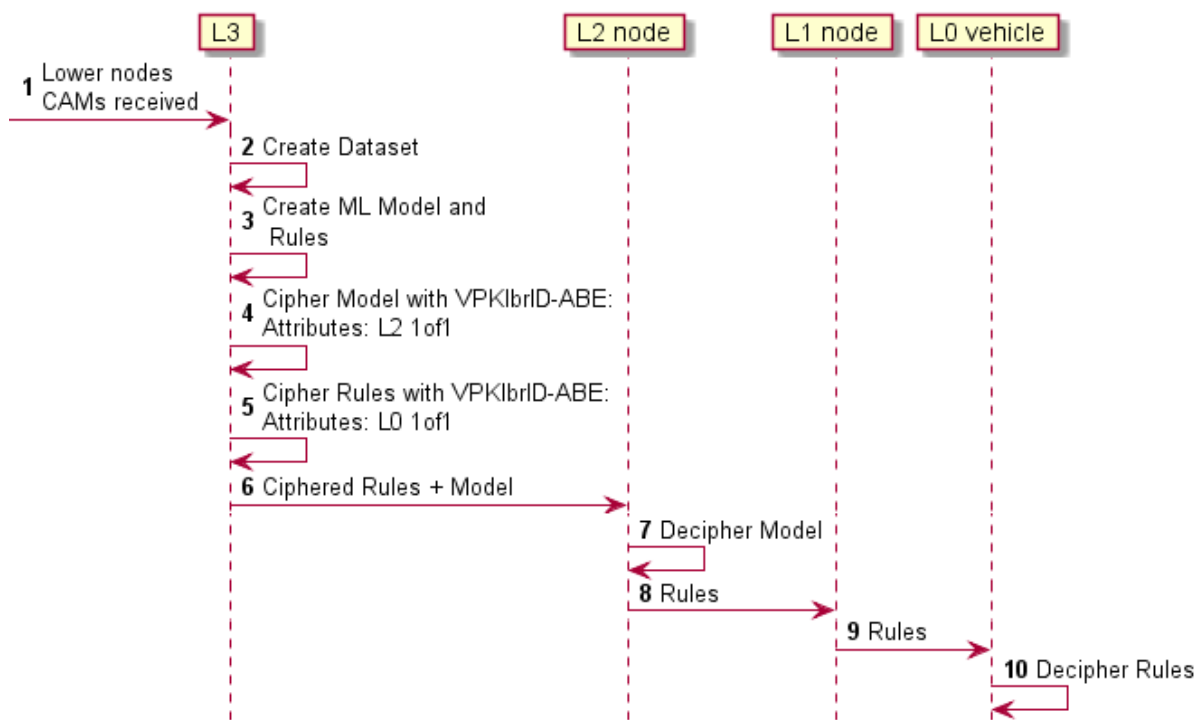 L3
L2 node
L1 node
L0 vehicle
1 Lower nodes
CAMs received
2 Create Dataset
3 Create ML Model and
Rules
4 Cipher Model with VPKIbrID-ABE:
Attributes: L2 1of1
5 Cipher Rules with VPKIbrID-ABE:
Attributes: L0 1of1
6 Ciphered Rules + Model
7 Decipher Model
8 Rules
9 Rules
10 Decipher Rules